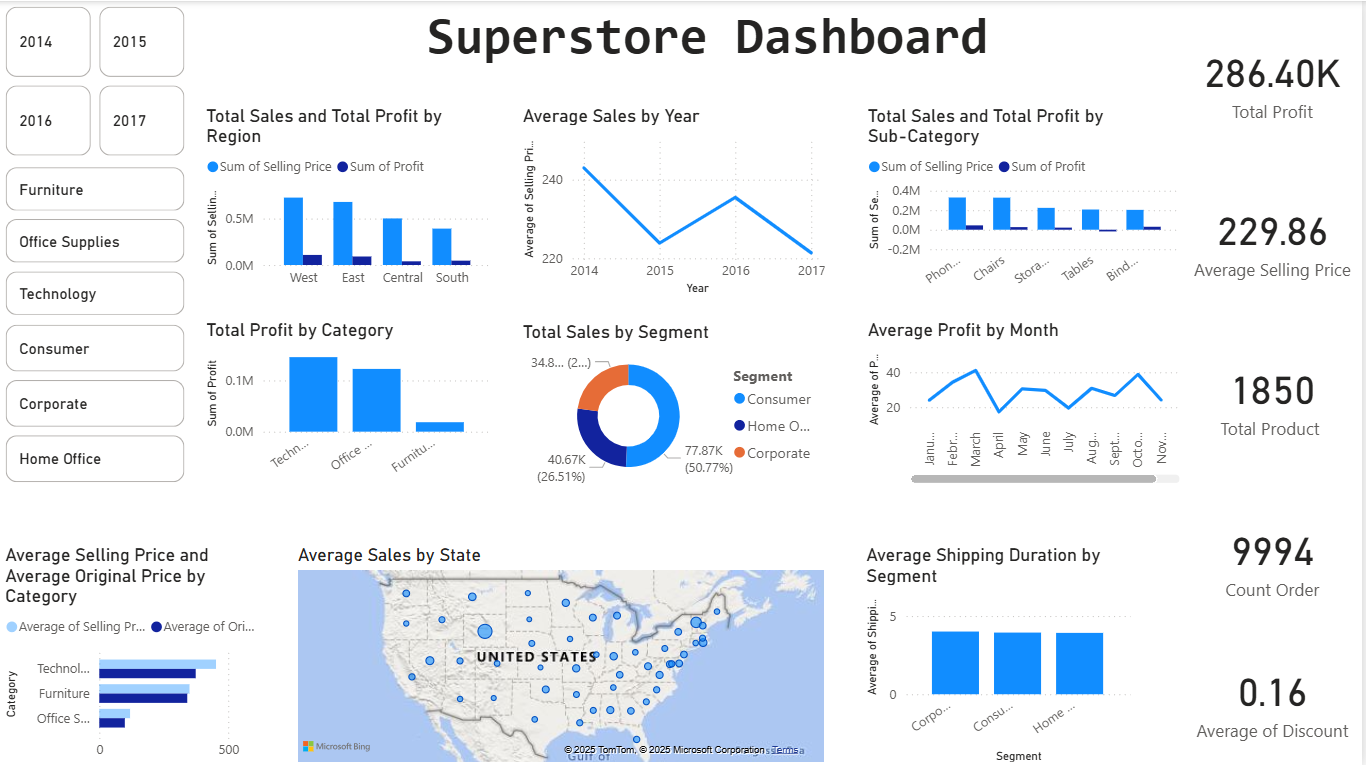 Superstore Dashboard
2014
2015
2016
2017
Furniture
Office Supplies
Technology
Consumer
Corporate
Home Office
Total Sales and Total Profit by
Region
Sum of Selling Price
Sum of Profit
Sum of Sellin...
0.5M
0.0M
West
East
Central
South
Average Sales by Year
Average of Selling Pri...
240
220
2014
2015
2016
2017
Year
Total Sales and Total Profit by
Sub-Category
Sum of Selling Price
Sum of Profit
Sum of Se...
0.4M
0.2M
0.0M
-0.2M
Phon...
Chairs
Stora...
Tables
Bind...
286.40K
Total Profit
229.86
Average Selling Price
1850
Total Product
9994
Count Order
0.16
Average of Discount
Total Profit by Category
Sum of Profit
0.1M
0.0M
Techn...
Office ...
Furnitu...
Total Sales by Segment
34.8... (2...)
40.67K
(26.51%)
77.87K
(50.77%)
Segment
Consumer
Home O...
Corporate
Average Profit by Month
Average of P...
40
20
Janu...
Febr...
March
April
May
June
July
Aug...
Sept...
Octo...
Nov...
Average Selling Price and
Average Original Price by
Category
Average of Selling Pr...
Average of Ori...
Category
Technol...
Furniture
Office S...
0
500
Average Sales by State
UNITED STATES
Microsoft Bing
© 2025 TomTom, © 2025 Microsoft Corporation Terms
Gulf of
Average Shipping Duration by
Segment
Average of Shippi...
5
0
Corpo...
Consu...
Home ...
Segment